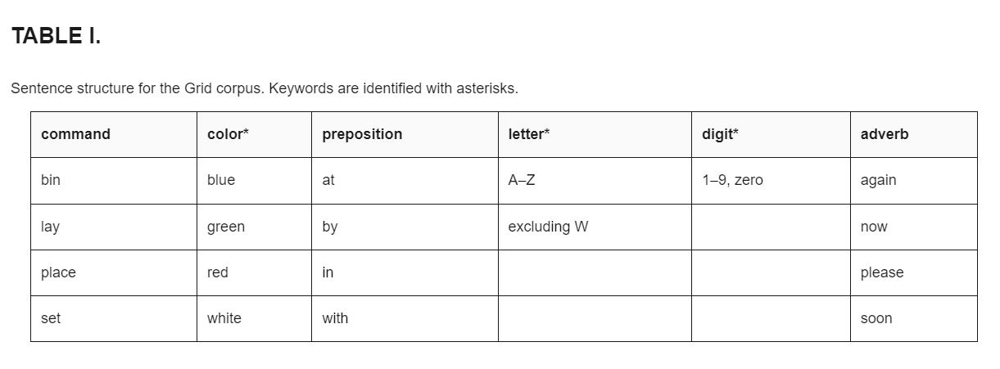 TABLE I.
Sentence structure for the Grid corpus. Keywords are identified with asterisks.
command color* preposition letter* digit* adverb
bin blue at A–Z 1–9, zero again
lay green by excluding W now
place red in please
set white with soon